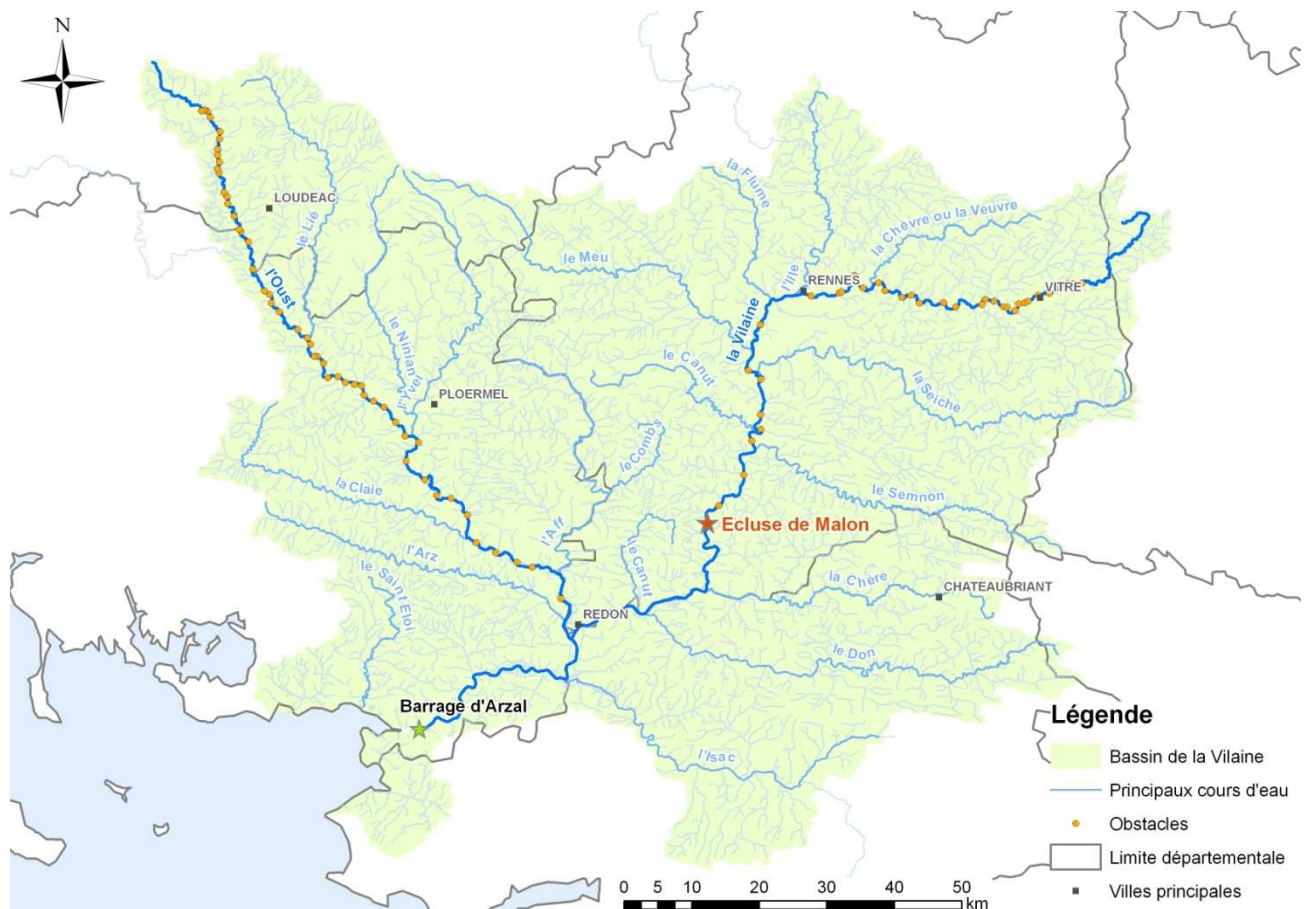 N
LOUDEAC
le Lié
l'Oust
la Flume
l'Ille
la Chèvre ou la Veuvre
le Meu
RENNES
VITRE
la Vilaine
le Ninian
l'Yvel
PLOERMEL
le Canut
la Seiche
le Combs
la Claie
l'Aff
le Semnon
Ecluse de Malon
l'Arz
le Saint Eloi
le Canut
la Chère
CHATEAUBRIANT
REDON
le Don
Barrage d'Arzal
l'Isac
Légende
Bassin de la Vilaine
Principaux cours d'eau
Obstacles
Limite départementale
Villes principales
0 5 10 20 30 40 50
km